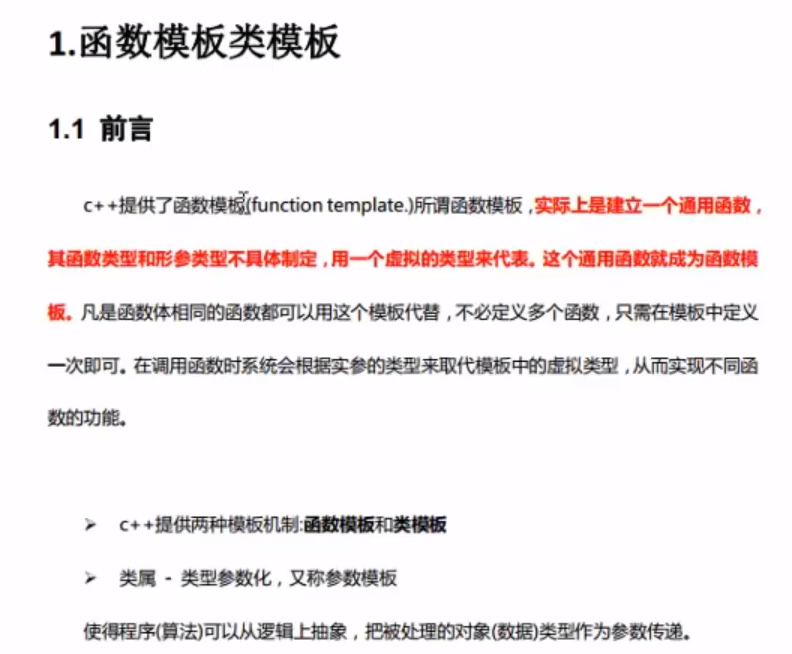 1.函数模板类模板
1.1 前言
c++提供了函数模板(function template.)所谓函数模板，实际上是建立一个通用函数，
其函数类型和形参类型不具体制定，用一个虚拟的类型来代表。这个通用函数就成为函数模
板。凡是函数体相同的函数都可以用这个模板代替，不必定义多个函数，只需在模板中定义
一次即可。在调用函数时系统会根据实参的类型来取代模板中的虚拟类型，从而实现不同函
数的功能。
➢ c++提供两种模板机制:函数模板和类模板
➢ 类属 - 类型参数化，又称参数模板
使得程序(算法)可以从逻辑上抽象，把被处理的对象(数据)类型作为参数传递。